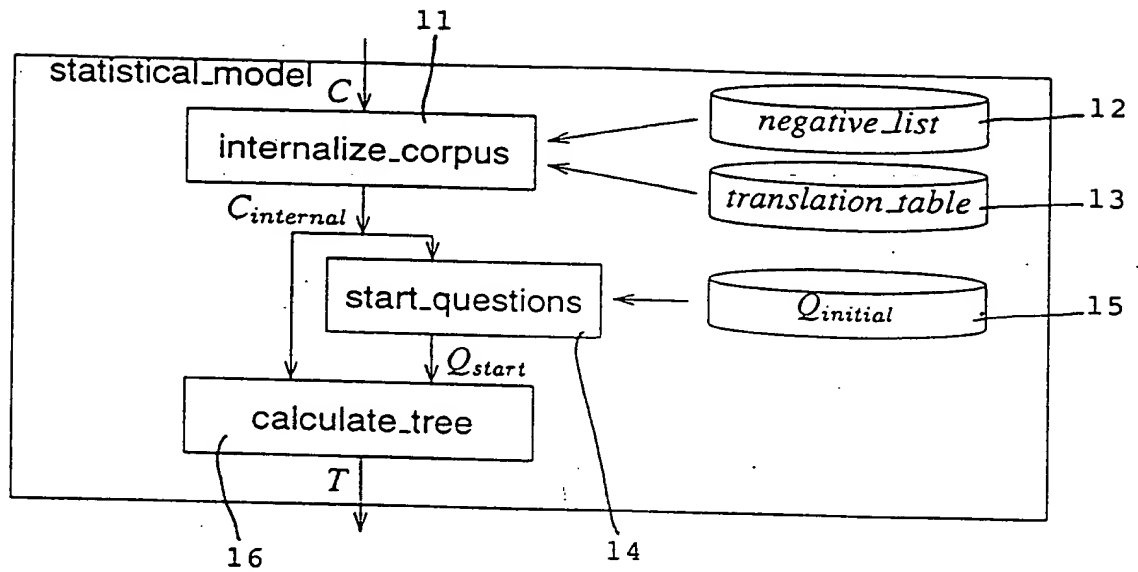 11
statistical_model
C
negative_list
12
internalize_corpus
translation_table
13
C_internal
start_questions
Q_initial
15
Q_start
calculate_tree
T
16
14